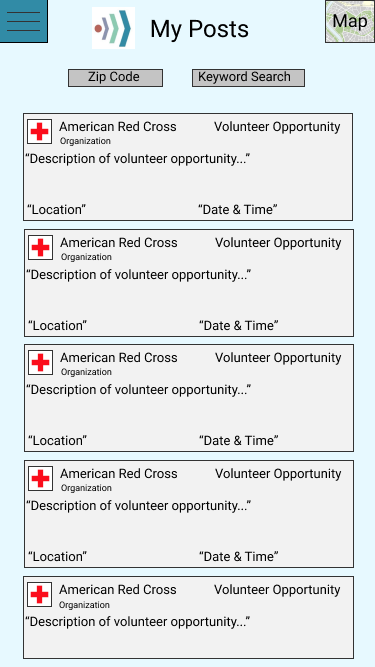 My Posts
Map
Zip Code
Keyword Search
American Red Cross
Volunteer Opportunity
Organization
“Description of volunteer opportunity...”
“Location”
“Date & Time”
American Red Cross
Volunteer Opportunity
Organization
“Description of volunteer opportunity...”
“Location”
“Date & Time”
American Red Cross
Volunteer Opportunity
Organization
“Description of volunteer opportunity...”
“Location”
“Date & Time”
American Red Cross
Volunteer Opportunity
Organization
“Description of volunteer opportunity...”
“Location”
“Date & Time”
American Red Cross
Volunteer Opportunity
Organization
“Description of volunteer opportunity...”